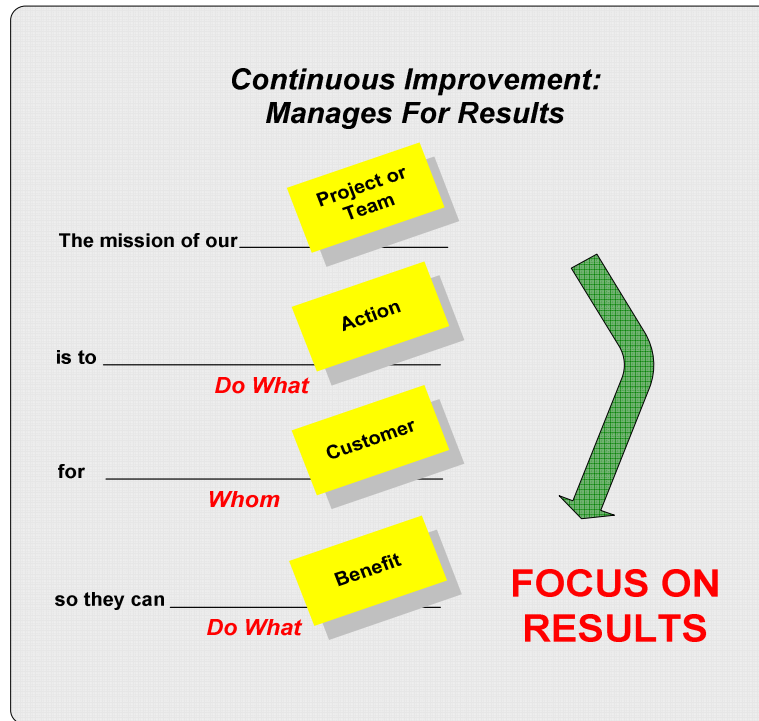 Continuous Improvement:
Manages For Results
Project or
Team
The mission of our
Action
is to
Do What
Customer
for
Whom
Benefit
so they can
Do What
FOCUS ON
RESULTS